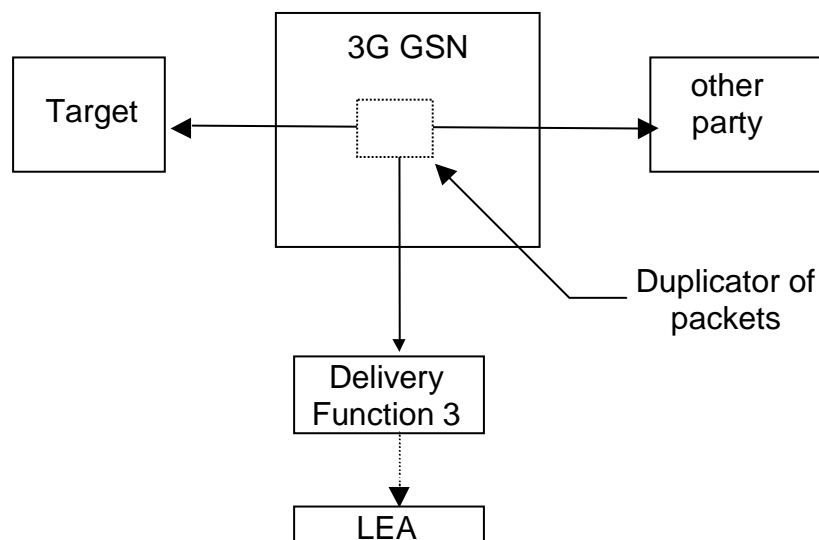 3G GSN
Target
other
party
Duplicator of
packets
Delivery
Function 3
LEA